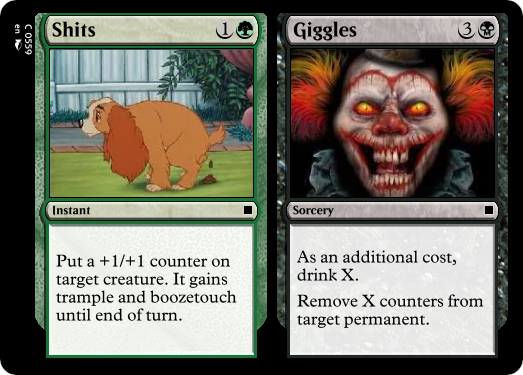 Shits 1
Instant
Put a +1/+1 counter on
target creature. It gains
trample and boozetouch
until end of turn.
Giggles 3
Sorcery
As an additional cost,
drink X.
Remove X counters from
target permanent.
C 0559
en